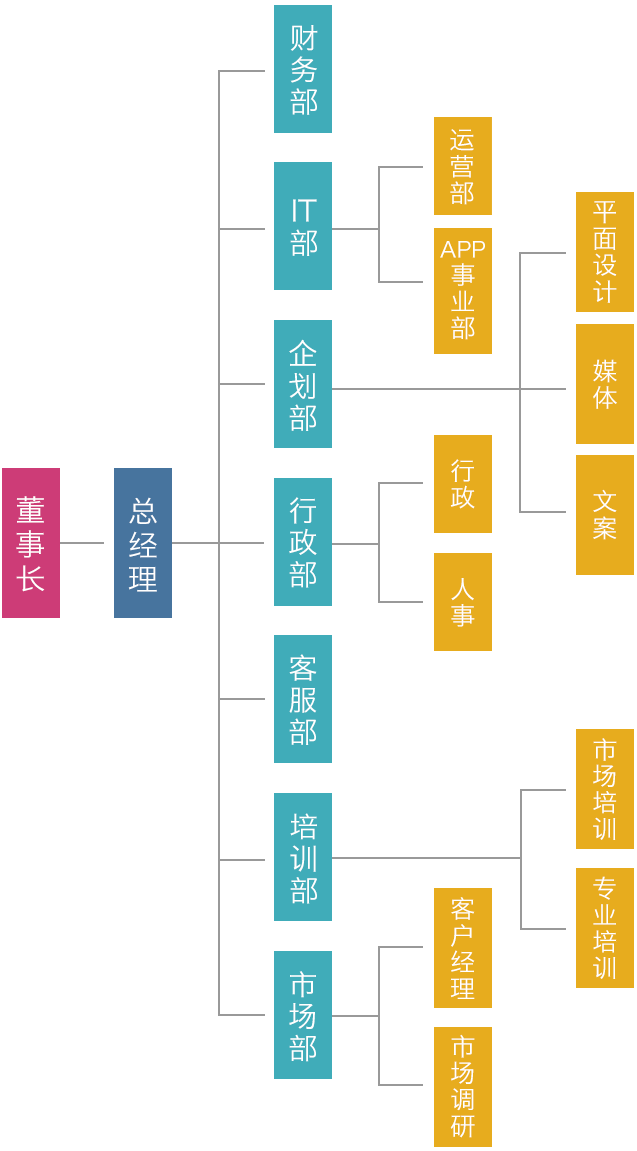 董事长
总经理
财务部
IT部
运营部
APP事业部
企划部
平面设计
媒体
文案
行政部
行政
人事
客服部
培训部
市场培训
专业培训
市场部
客户经理
市场调研